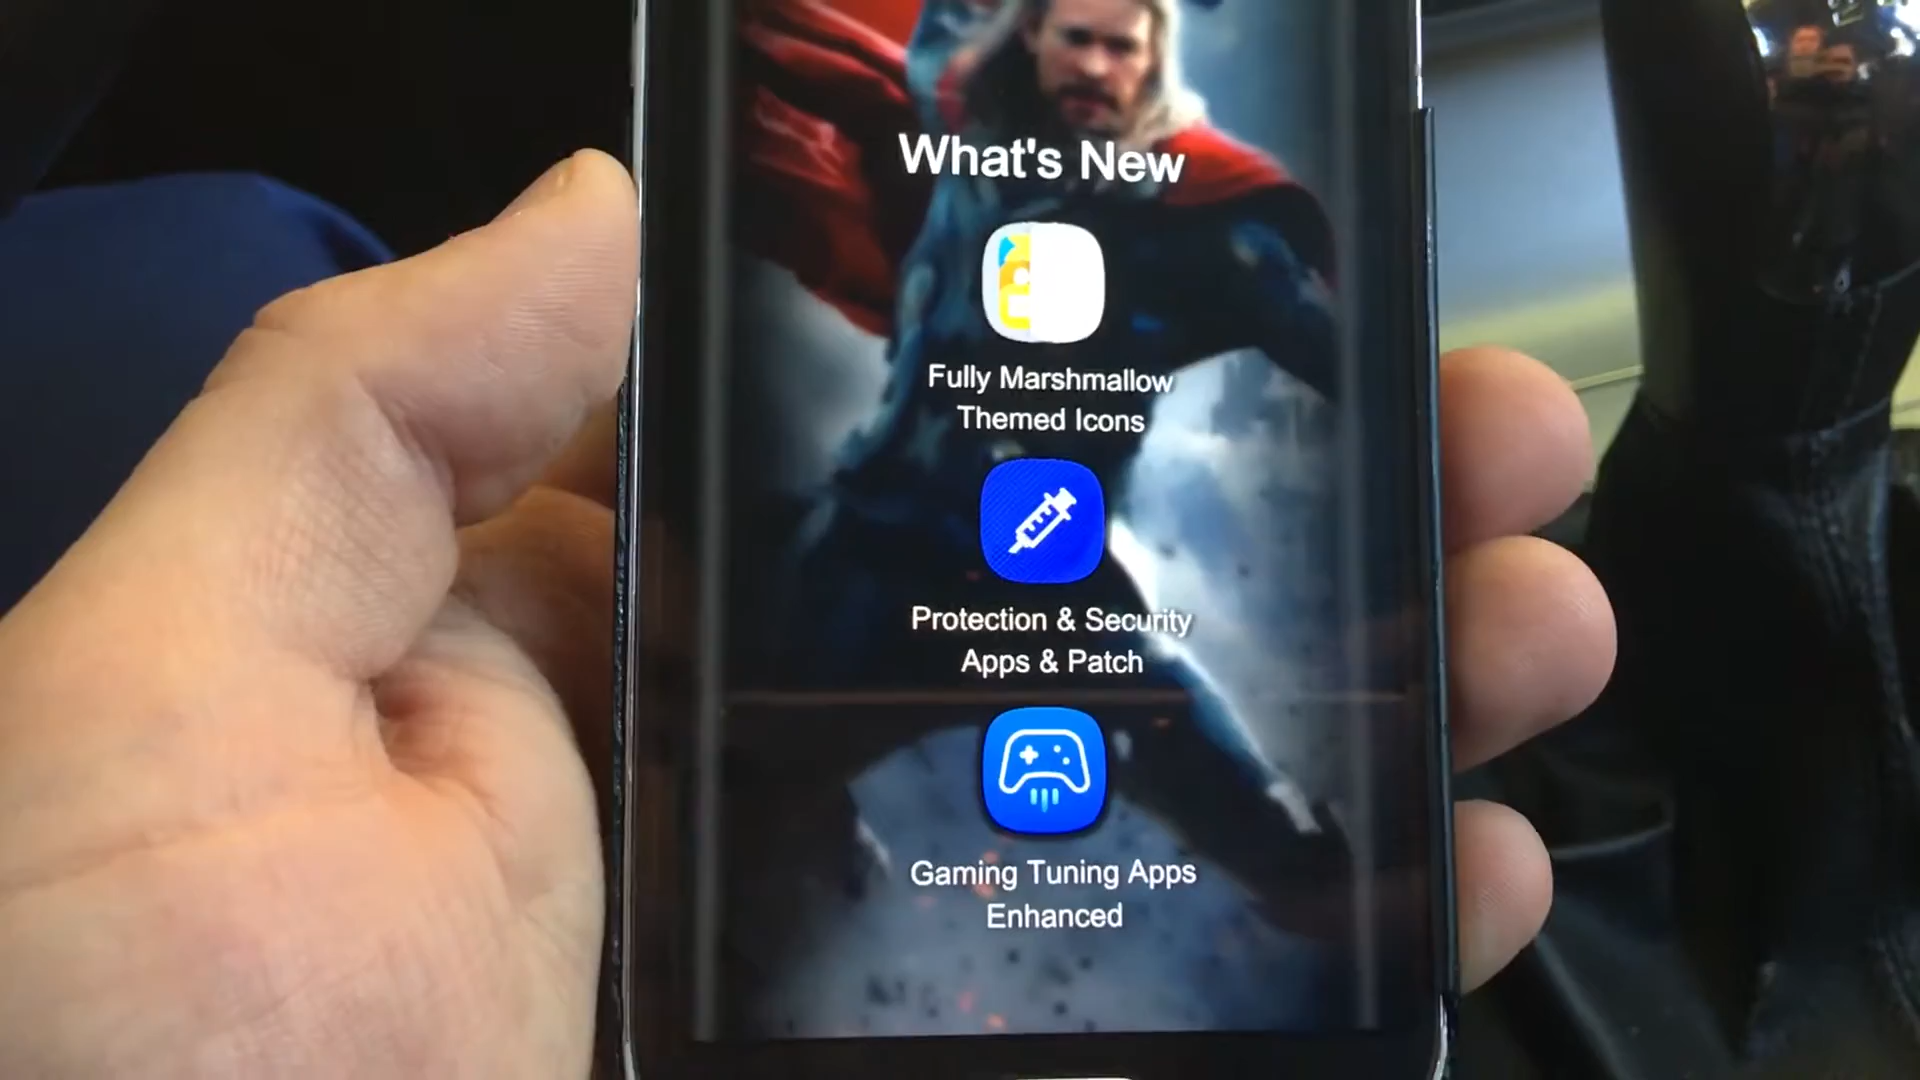 What's New
Fully Marshmallow
Themed Icons
Protection & Security
Apps & Patch
Gaming Tuning Apps
Enhanced